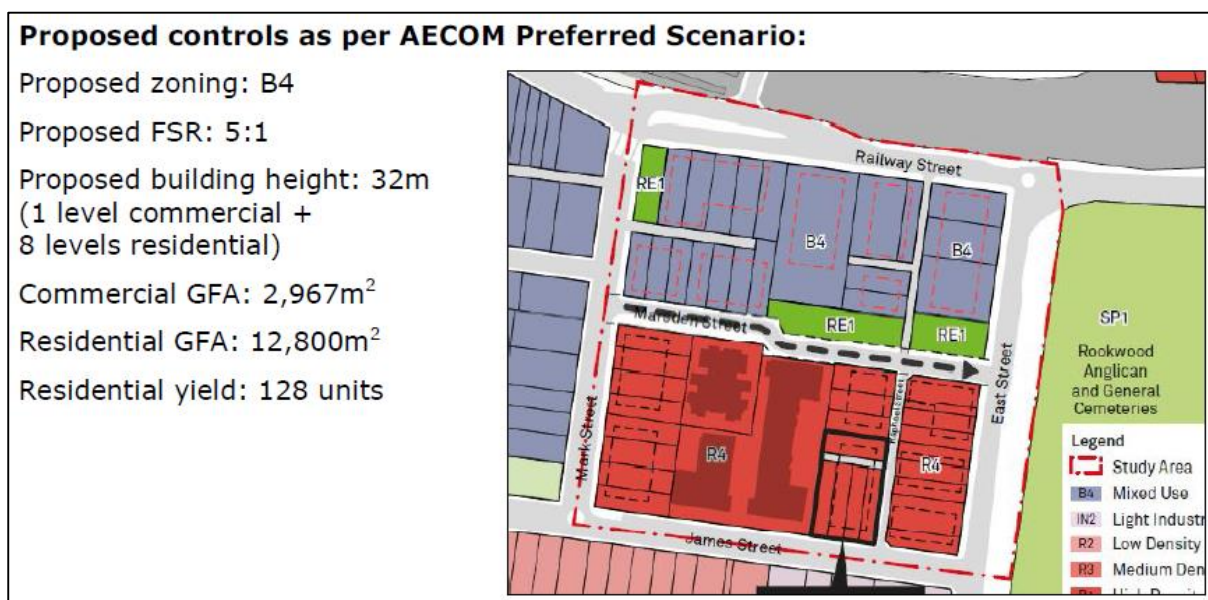 Proposed controls as per AECOM Preferred Scenario:
Proposed zoning: B4
Proposed FSR: 5:1
Proposed building height: 32m
(1 level commercial +
8 levels residential)
Commercial GFA: 2,967m²
Residential GFA: 12,800m²
Residential yield: 128 units
Railway Street
RE1
B4
B4
Marsden Street
RE1
RE1
SP1
Rookwood
Anglican
and General
Cemeteries
East Street
Mark Street
R4
Raphael Street
R4
James Street
Legend
Study Area
B4 Mixed Use
IN2 Light Industr
R2 Low Density
R3 Medium Den